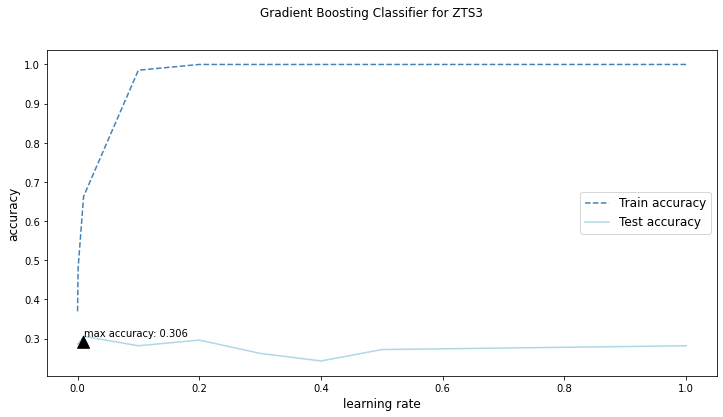 Gradient Boosting Classifier for ZTS3
1.0
0.9
0.8
0.7
0.6
0.5
0.4
0.3
accuracy
Train accuracy
Test accuracy
max accuracy: 0.306
0.0 0.2 0.4 0.6 0.8 1.0
learning rate